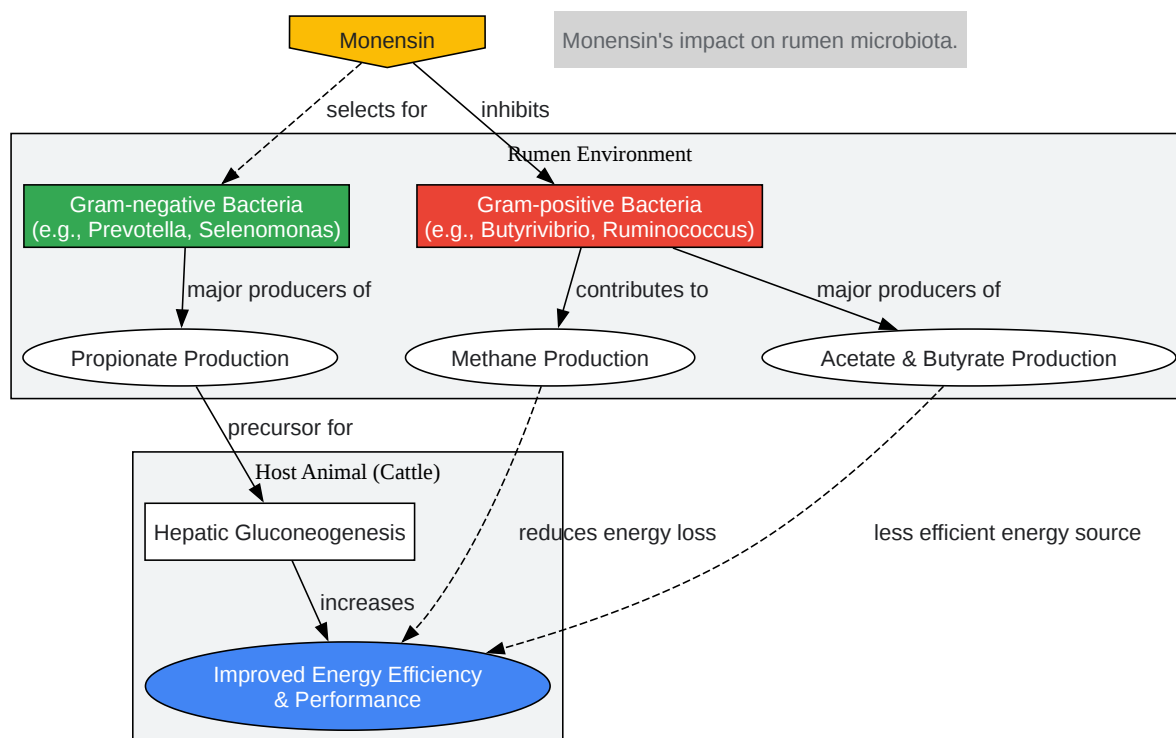 Monensin
Monensin's impact on rumen microbiota.
selects for
inhibits
Rumen Environment
Gram-negative Bacteria
(e.g., Prevotella, Selenomonas)
Gram-positive Bacteria
(e.g., Butyrivibrio, Ruminococcus)
major producers of
contributes to
major producers of
Propionate Production
Methane Production
Acetate & Butyrate Production
precursor for
Host Animal (Cattle)
Hepatic Gluconeogenesis
reduces energy loss
less efficient energy source
increases
Improved Energy Efficiency
& Performance